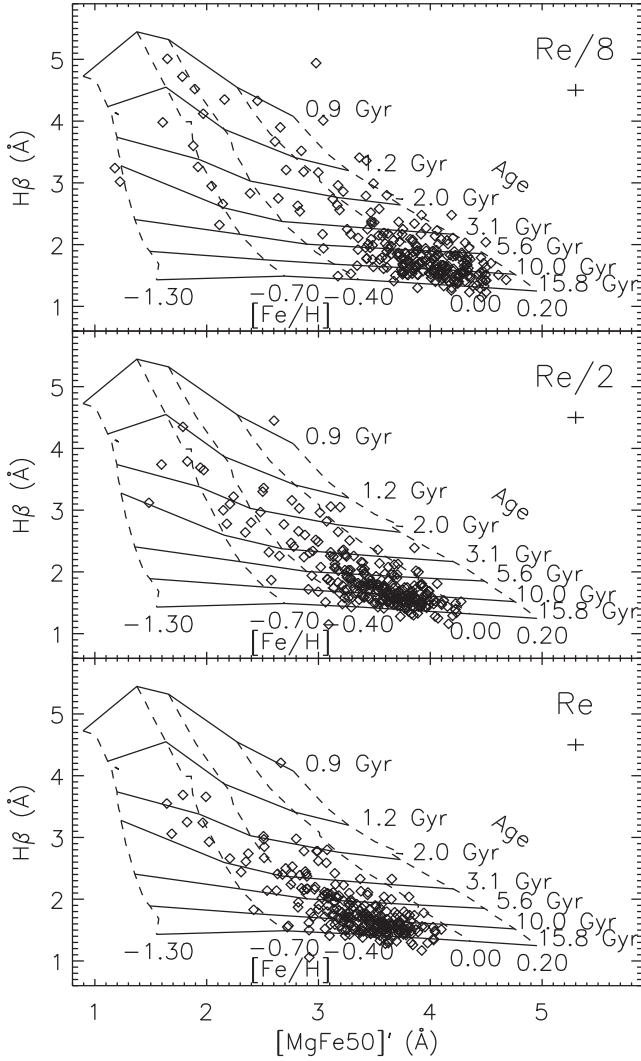 Re/8
5
4
3
2
1
Hβ (Å)
0.9 Gyr
1.2 Gyr
2.0 Gyr
Age
3.1 Gyr
5.6 Gyr
10.0 Gyr
15.8 Gyr
−1.30
−0.70
−0.40
0.00
0.20
[Fe/H]
Re/2
5
4
3
2
1
Hβ (Å)
0.9 Gyr
1.2 Gyr
2.0 Gyr
Age
3.1 Gyr
5.6 Gyr
10.0 Gyr
15.8 Gyr
−1.30
−0.70
−0.40
0.00
0.20
[Fe/H]
Re
5
4
3
2
1
Hβ (Å)
0.9 Gyr
1.2 Gyr
2.0 Gyr
Age
3.1 Gyr
5.6 Gyr
10.0 Gyr
15.8 Gyr
−1.30
−0.70
−0.40
0.00
0.20
[Fe/H]
1 2 3 4 5
[MgFe50]′ (Å)